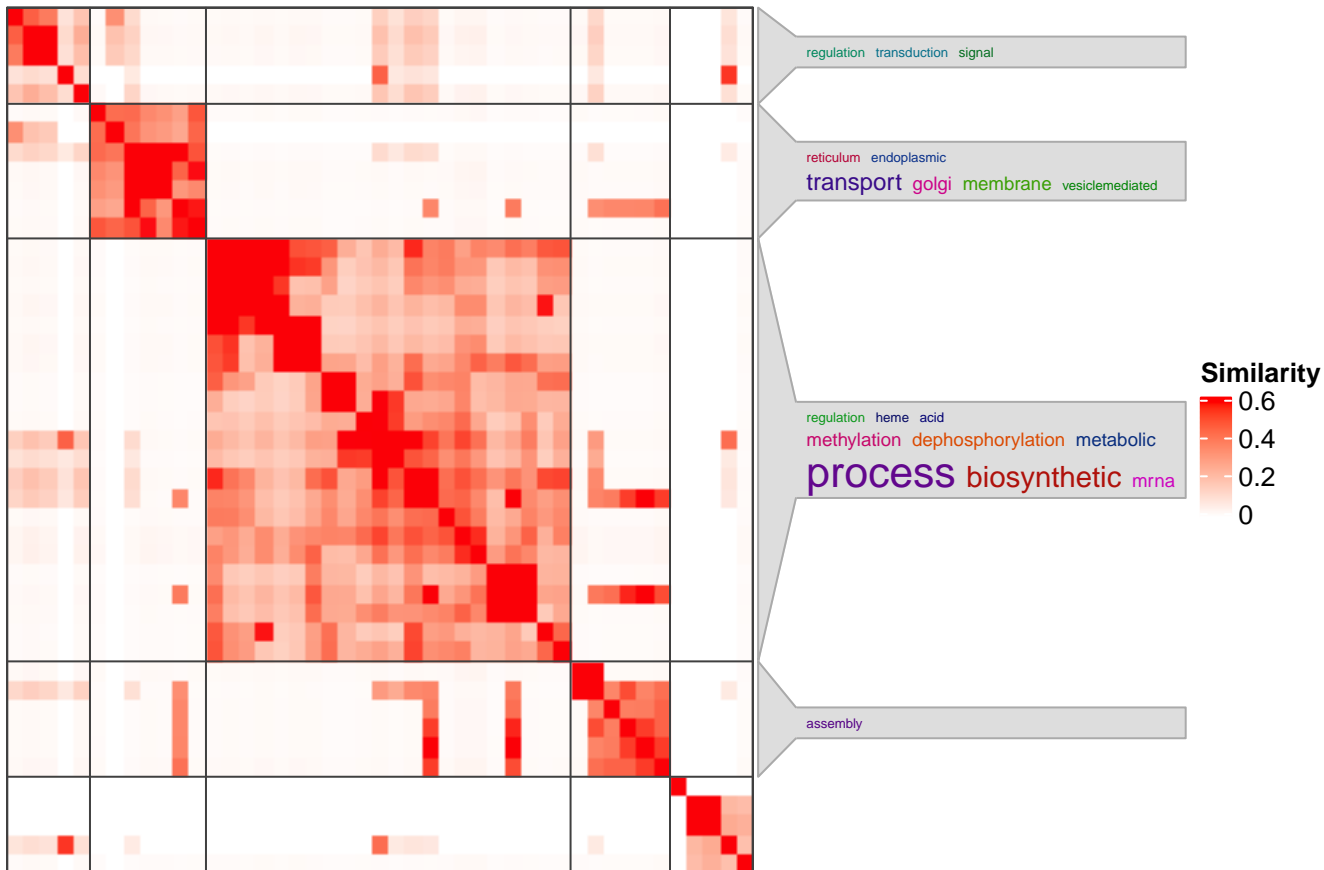 regulation transduction signal
reticulum endoplasmic
transport golgi membrane vesiclemediated
regulation heme acid
methylation dephosphorylation metabolic
process biosynthetic mrna
assembly
Similarity
0.6
0.4
0.2
0